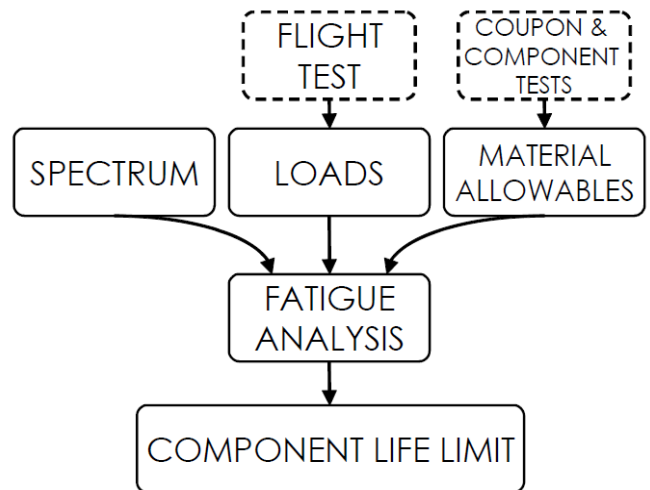 FLIGHT
TEST
COUPON &
COMPONENT
TESTS
SPECTRUM
LOADS
MATERIAL
ALLOWABLES
FATIGUE
ANALYSIS
COMPONENT LIFE LIMIT